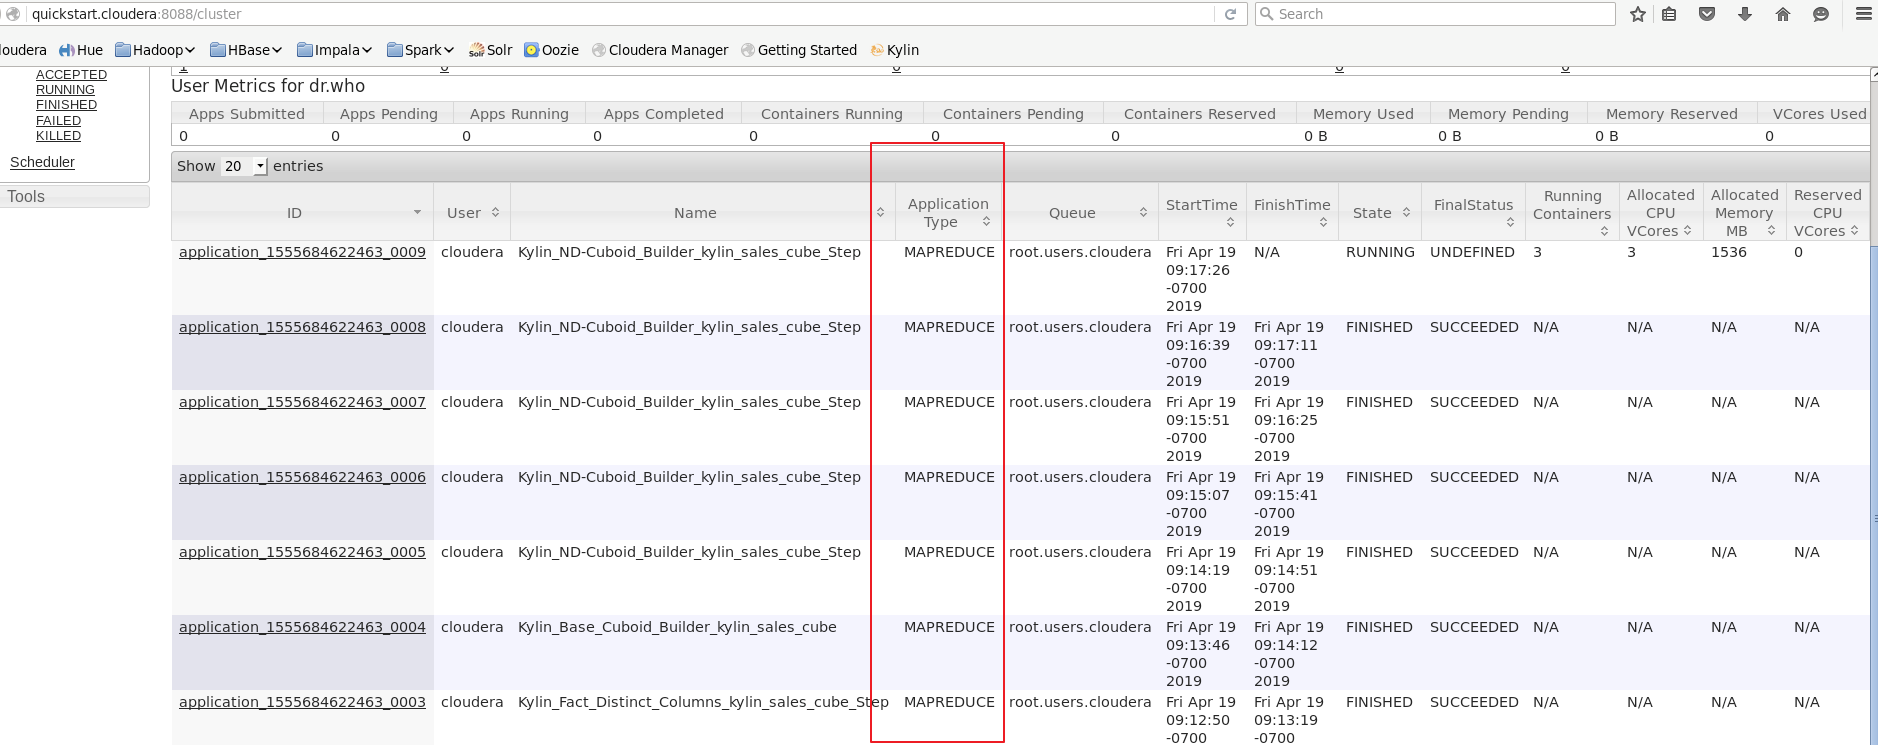 quickstart.cloudera:8088/cluster
Search
loudera Hue Hadoop HBase Impala Spark Solr Oozie Cloudera Manager Getting Started Kylin
ACCEPTED
RUNNING
FINISHED
FAILED
KILLED
Scheduler
Tools
User Metrics for dr.who
Apps Submitted Apps Pending Apps Running Apps Completed Containers Running Containers Pending Containers Reserved Memory Used Memory Pending Memory Reserved VCores Used
0 0 0 0 0 0 0 0 B 0 B 0 B 0
Show 20 entries
ID User Name Application Type Queue StartTime FinishTime State FinalStatus Running Containers Allocated CPU VCores Allocated Memory MB Reserved CPU VCores
application_1555684622463_0009 cloudera Kylin_ND-Cuboid_Builder_kylin_sales_cube_Step MAPREDUCE root.users.cloudera Fri Apr 19 N/A RUNNING UNDEFINED 3 3 1536 0
09:17:26
-0700
2019
application_1555684622463_0008 cloudera Kylin_ND-Cuboid_Builder_kylin_sales_cube_Step MAPREDUCE root.users.cloudera Fri Apr 19 Fri Apr 19 FINISHED SUCCEEDED N/A N/A N/A N/A
09:16:39 09:17:11
-0700 -0700
2019 2019
application_1555684622463_0007 cloudera Kylin_ND-Cuboid_Builder_kylin_sales_cube_Step MAPREDUCE root.users.cloudera Fri Apr 19 Fri Apr 19 FINISHED SUCCEEDED N/A N/A N/A N/A
09:15:51 09:16:25
-0700 -0700
2019 2019
application_1555684622463_0006 cloudera Kylin_ND-Cuboid_Builder_kylin_sales_cube_Step MAPREDUCE root.users.cloudera Fri Apr 19 Fri Apr 19 FINISHED SUCCEEDED N/A N/A N/A N/A
09:15:07 09:15:41
-0700 -0700
2019 2019
application_1555684622463_0005 cloudera Kylin_ND-Cuboid_Builder_kylin_sales_cube_Step MAPREDUCE root.users.cloudera Fri Apr 19 Fri Apr 19 FINISHED SUCCEEDED N/A N/A N/A N/A
09:14:19 09:14:51
-0700 -0700
2019 2019
application_1555684622463_0004 cloudera Kylin_Base_Cuboid_Builder_kylin_sales_cube MAPREDUCE root.users.cloudera Fri Apr 19 Fri Apr 19 FINISHED SUCCEEDED N/A N/A N/A N/A
09:13:46 09:14:12
-0700 -0700
2019 2019
application_1555684622463_0003 cloudera Kylin_Fact_Distinct_Columns_kylin_sales_cube_Step MAPREDUCE root.users.cloudera Fri Apr 19 Fri Apr 19 FINISHED SUCCEEDED N/A N/A N/A N/A
09:12:50 09:13:19
-0700 -0700